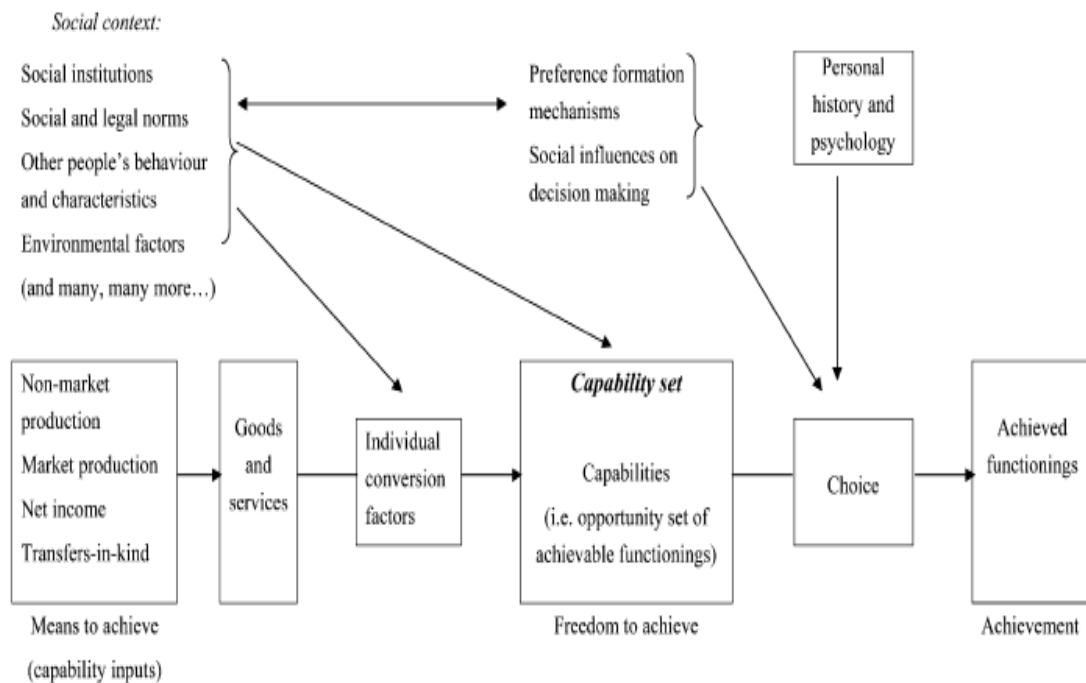 Social context:
Social institutions
Social and legal norms
Other people's behaviour
and characteristics
Environmental factors
(and many, many more…)
Preference formation
mechanisms
Social influences on
decision making
Personal
history and
psychology
Non-market
production
Market production
Net income
Transfers-in-kind
Goods
and
services
Individual
conversion
factors
Capability set
Capabilities
(i.e. opportunity set of
achievable functionings)
Choice
Achieved
functionings
Means to achieve
(capability inputs)
Freedom to achieve
Achievement